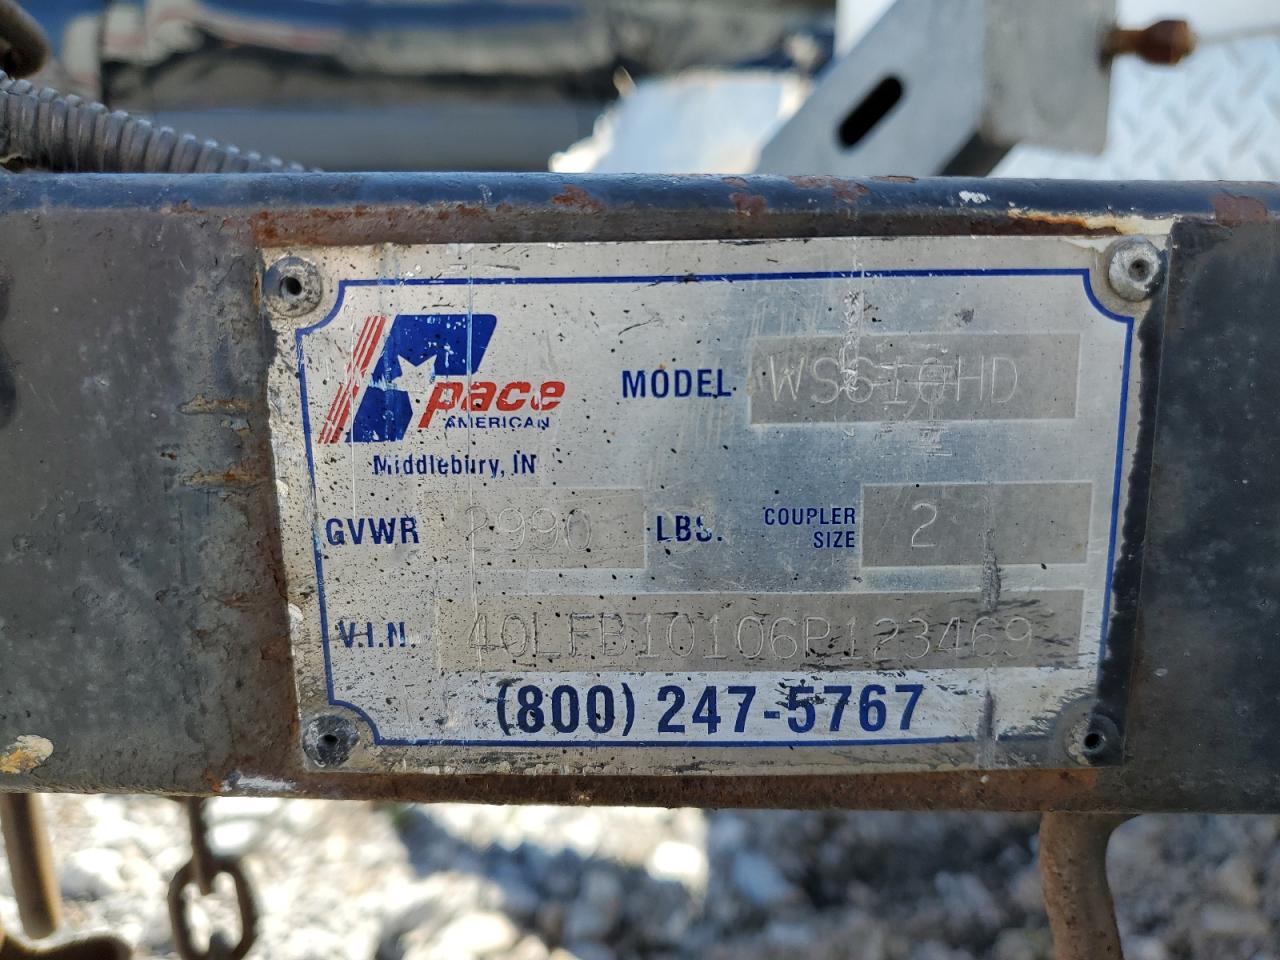 pace
AMERICAN
Middlebury, IN
MODEL WS610HD
GVWR 2990 LBS. COUPLER SIZE 2
V.I.N. 40LFB10106P123469
(800) 247-5767